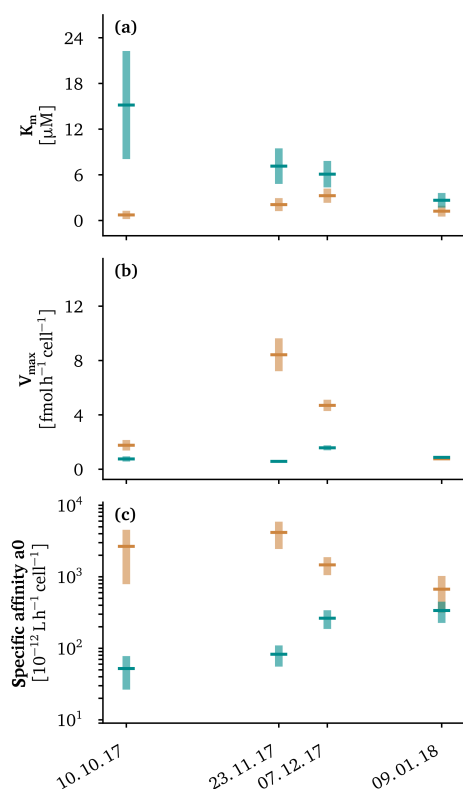 (a)
24
18
12
6
0
K_m
[μM]
(b)
12
8
4
0
V_max
[fmol h⁻¹ cell⁻¹]
(c)
10⁴
10³
10²
10¹
Specific affinity a0
[10⁻¹² L h⁻¹ cell⁻¹]
10. 10. 17
23. 11. 17
07. 12. 17
09. 01. 18